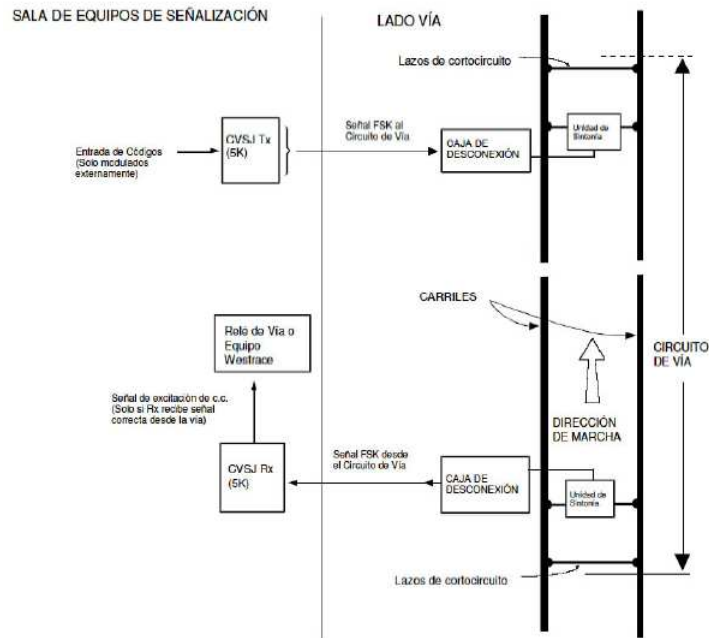 SALA DE EQUIPOS DE SEÑALIZACIÓN
LADO VÍA
Lazos de cortocircuito
CVSJ Tx
(5K)
Entrada de Códigos
(Solo modulados
externamente)
Señal FSK al
Circuito de Vía
CAJA DE
DESCONEXIÓN
Unidad de
Sintonía
CARRILES
CIRCUITO
DE VÍA
Relé de Vía o
Equipo
Westrace
Señal de excitación de c.c.
(Solo si Rx recibe señal
correcta desde la vía)
DIRECCIÓN
DE MARCHA
CVSJ Rx
(5K)
Señal FSK desde
el Circuito de Vía
CAJA DE
DESCONEXIÓN
Unidad de
Sintonía
Lazos de cortocircuito